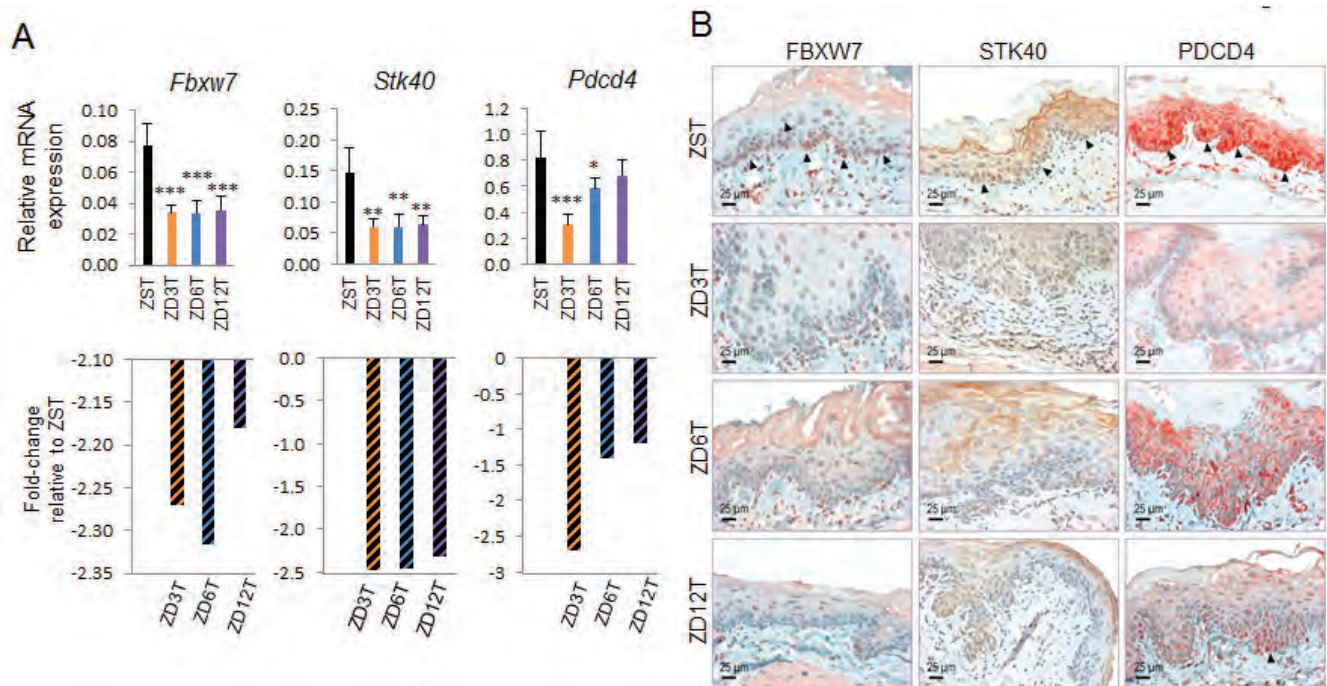 A
Fbxw7
Stk40
Pdcd4
Relative mRNA
expression
0.10
0.08
0.06
0.04
0.02
0.00
***
***
***
ZST
ZD3T
ZD6T
ZD12T
0.25
0.20
0.15
0.10
0.05
0.00
**
**
**
ZST
ZD3T
ZD6T
ZD12T
1.2
1.0
0.8
0.6
0.4
0.2
0.0
***
*
ZST
ZD3T
ZD6T
ZD12T
Fold-change
relative to ZST
-2.10
-2.15
-2.20
-2.25
-2.30
-2.35
ZD3T
ZD6T
ZD12T
0.0
-0.5
-1.0
-1.5
-2.0
-2.5
ZD3T
ZD6T
ZD12T
0
-0.5
-1
-1.5
-2
-2.5
-3
ZD3T
ZD6T
ZD12T
B
FBXW7 STK40 PDCD4
ZST
25 µm
25 µm
25 µm
ZD3T
25 µm
25 µm
25 µm
ZD6T
25 µm
25 µm
25 µm
ZD12T
25 µm
25 µm
25 µm